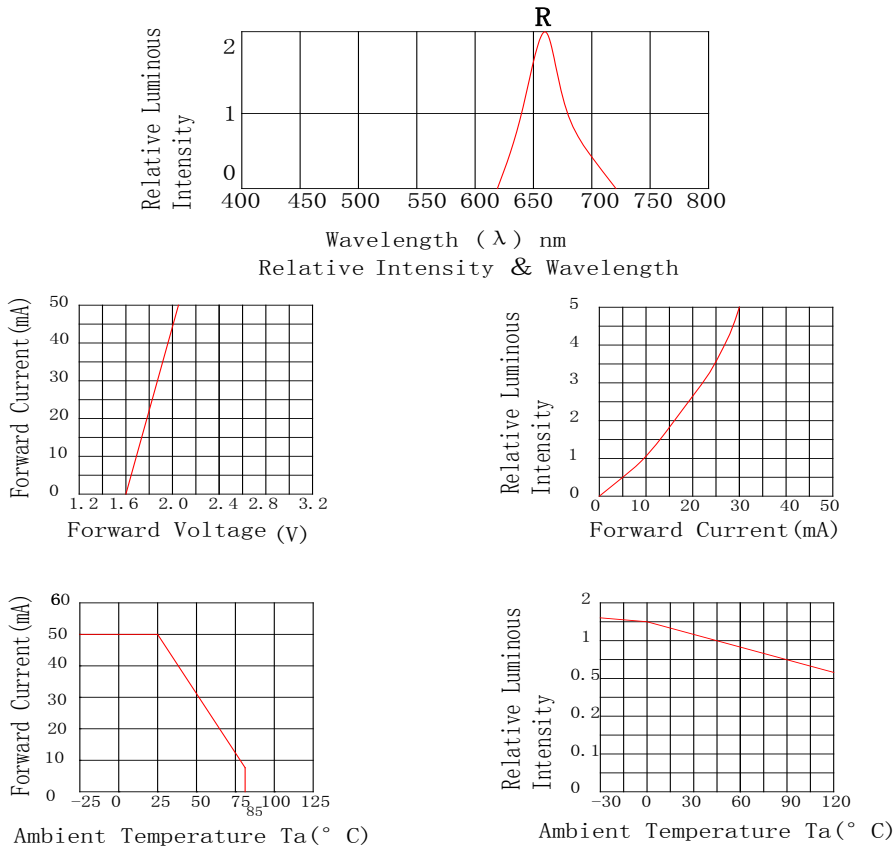 R
Relative Luminous
Intensity
2
1
0
400 450 500 550 600 650 700 750 800
Wavelength (λ) nm
Relative Intensity & Wavelength
Forward Current(mA)
50
40
30
20
10
0
1.2 1.6 2.0 2.4 2.8 3.2
Forward Voltage (V)
Relative Luminous
Intensity
5
4
3
2
1
0
0 10 20 30 40 50
Forward Current(mA)
Forward Current(mA)
60
50
40
30
20
10
0
-25 0 25 50 75 100 125
85
Ambient Temperature Ta(° C)
Relative Luminous
Intensity
2
1
0.5
0.2
0.1
0
-30 0 30 60 90 120
Ambient Temperature Ta(° C)